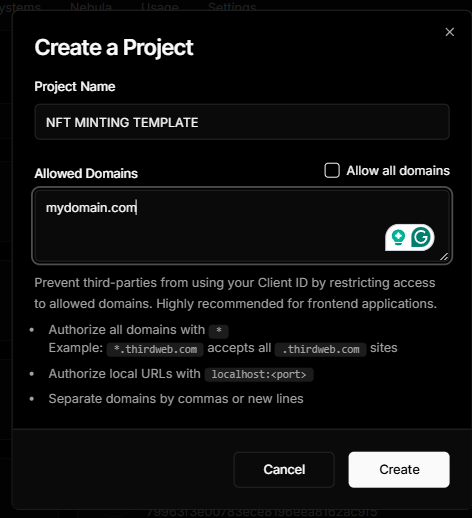 ystems Nebula Usage Settings
Create a Project
Project Name
NFT MINTING TEMPLATE
Allowed Domains Allow all domains
mydomain.com
Prevent third-parties from using your Client ID by restricting access
to allowed domains. Highly recommended for frontend applications.
• Authorize all domains with *
Example: *.thirdweb.com accepts all .thirdweb.com sites
• Authorize local URLs with localhost:<port>
• Separate domains by commas or new lines
Cancel Create